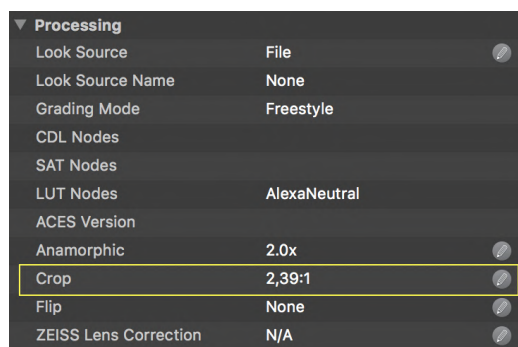 Processing
Look Source File
Look Source Name None
Grading Mode Freestyle
CDL Nodes
SAT Nodes
LUT Nodes AlexaNeutral
ACES Version
Anamorphic 2.0x
Crop 2,39:1
Flip None
ZEISS Lens Correction N/A